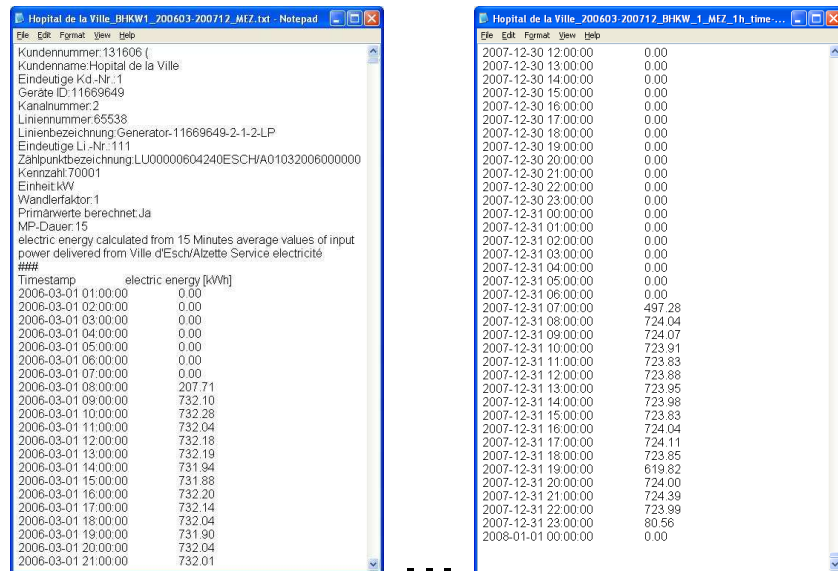 Hopital de la Ville_BHKW1_200603-200712_MEZ.txt - Notepad
File Edit Format View Help
Kundennummer:131606 (
Kundenname:Hopital de la Ville
Eindeutige Kd.-Nr.:1
Geräte ID:11669649
Kanalnummer:2
Liniennummer:65538
Linienbezeichnung:Generator-11669649-2-1-2-LP
Eindeutige Li.-Nr.:111
Zählpunktbezeichnung:LU00000604240ESCH/A01032006000000
Kennzahl:70001
Einheit:kW
Wandlerfaktor:1
Primärwerte berechnet:Ja
MP-Dauer:15
electric energy calculated from 15 Minutes average values of input
power delivered from Ville d'Esch/Alzette Service electricité
###
Timestamp electric energy [kWh]
2006-03-01 01:00:00 0.00
2006-03-01 02:00:00 0.00
2006-03-01 03:00:00 0.00
2006-03-01 04:00:00 0.00
2006-03-01 05:00:00 0.00
2006-03-01 06:00:00 0.00
2006-03-01 07:00:00 0.00
2006-03-01 08:00:00 207.71
2006-03-01 09:00:00 732.10
2006-03-01 10:00:00 732.28
2006-03-01 11:00:00 732.04
2006-03-01 12:00:00 732.18
2006-03-01 13:00:00 732.19
2006-03-01 14:00:00 731.94
2006-03-01 15:00:00 731.88
2006-03-01 16:00:00 732.20
2006-03-01 17:00:00 732.14
2006-03-01 18:00:00 732.04
2006-03-01 19:00:00 731.90
2006-03-01 20:00:00 732.04
2006-03-01 21:00:00 732.01
...
Hopital de la Ville_200603-200712_BHKW_1_MEZ_1h_time-...
File Edit Format View Help
2007-12-30 12:00:00 0.00
2007-12-30 13:00:00 0.00
2007-12-30 14:00:00 0.00
2007-12-30 15:00:00 0.00
2007-12-30 16:00:00 0.00
2007-12-30 17:00:00 0.00
2007-12-30 18:00:00 0.00
2007-12-30 19:00:00 0.00
2007-12-30 20:00:00 0.00
2007-12-30 21:00:00 0.00
2007-12-30 22:00:00 0.00
2007-12-30 23:00:00 0.00
2007-12-31 00:00:00 0.00
2007-12-31 01:00:00 0.00
2007-12-31 02:00:00 0.00
2007-12-31 03:00:00 0.00
2007-12-31 04:00:00 0.00
2007-12-31 05:00:00 0.00
2007-12-31 06:00:00 0.00
2007-12-31 07:00:00 497.28
2007-12-31 08:00:00 724.04
2007-12-31 09:00:00 724.07
2007-12-31 10:00:00 723.91
2007-12-31 11:00:00 723.83
2007-12-31 12:00:00 723.88
2007-12-31 13:00:00 723.95
2007-12-31 14:00:00 723.98
2007-12-31 15:00:00 723.83
2007-12-31 16:00:00 724.04
2007-12-31 17:00:00 724.11
2007-12-31 18:00:00 723.85
2007-12-31 19:00:00 619.82
2007-12-31 20:00:00 724.00
2007-12-31 21:00:00 724.39
2007-12-31 22:00:00 723.99
2007-12-31 23:00:00 80.56
2008-01-01 00:00:00 0.00